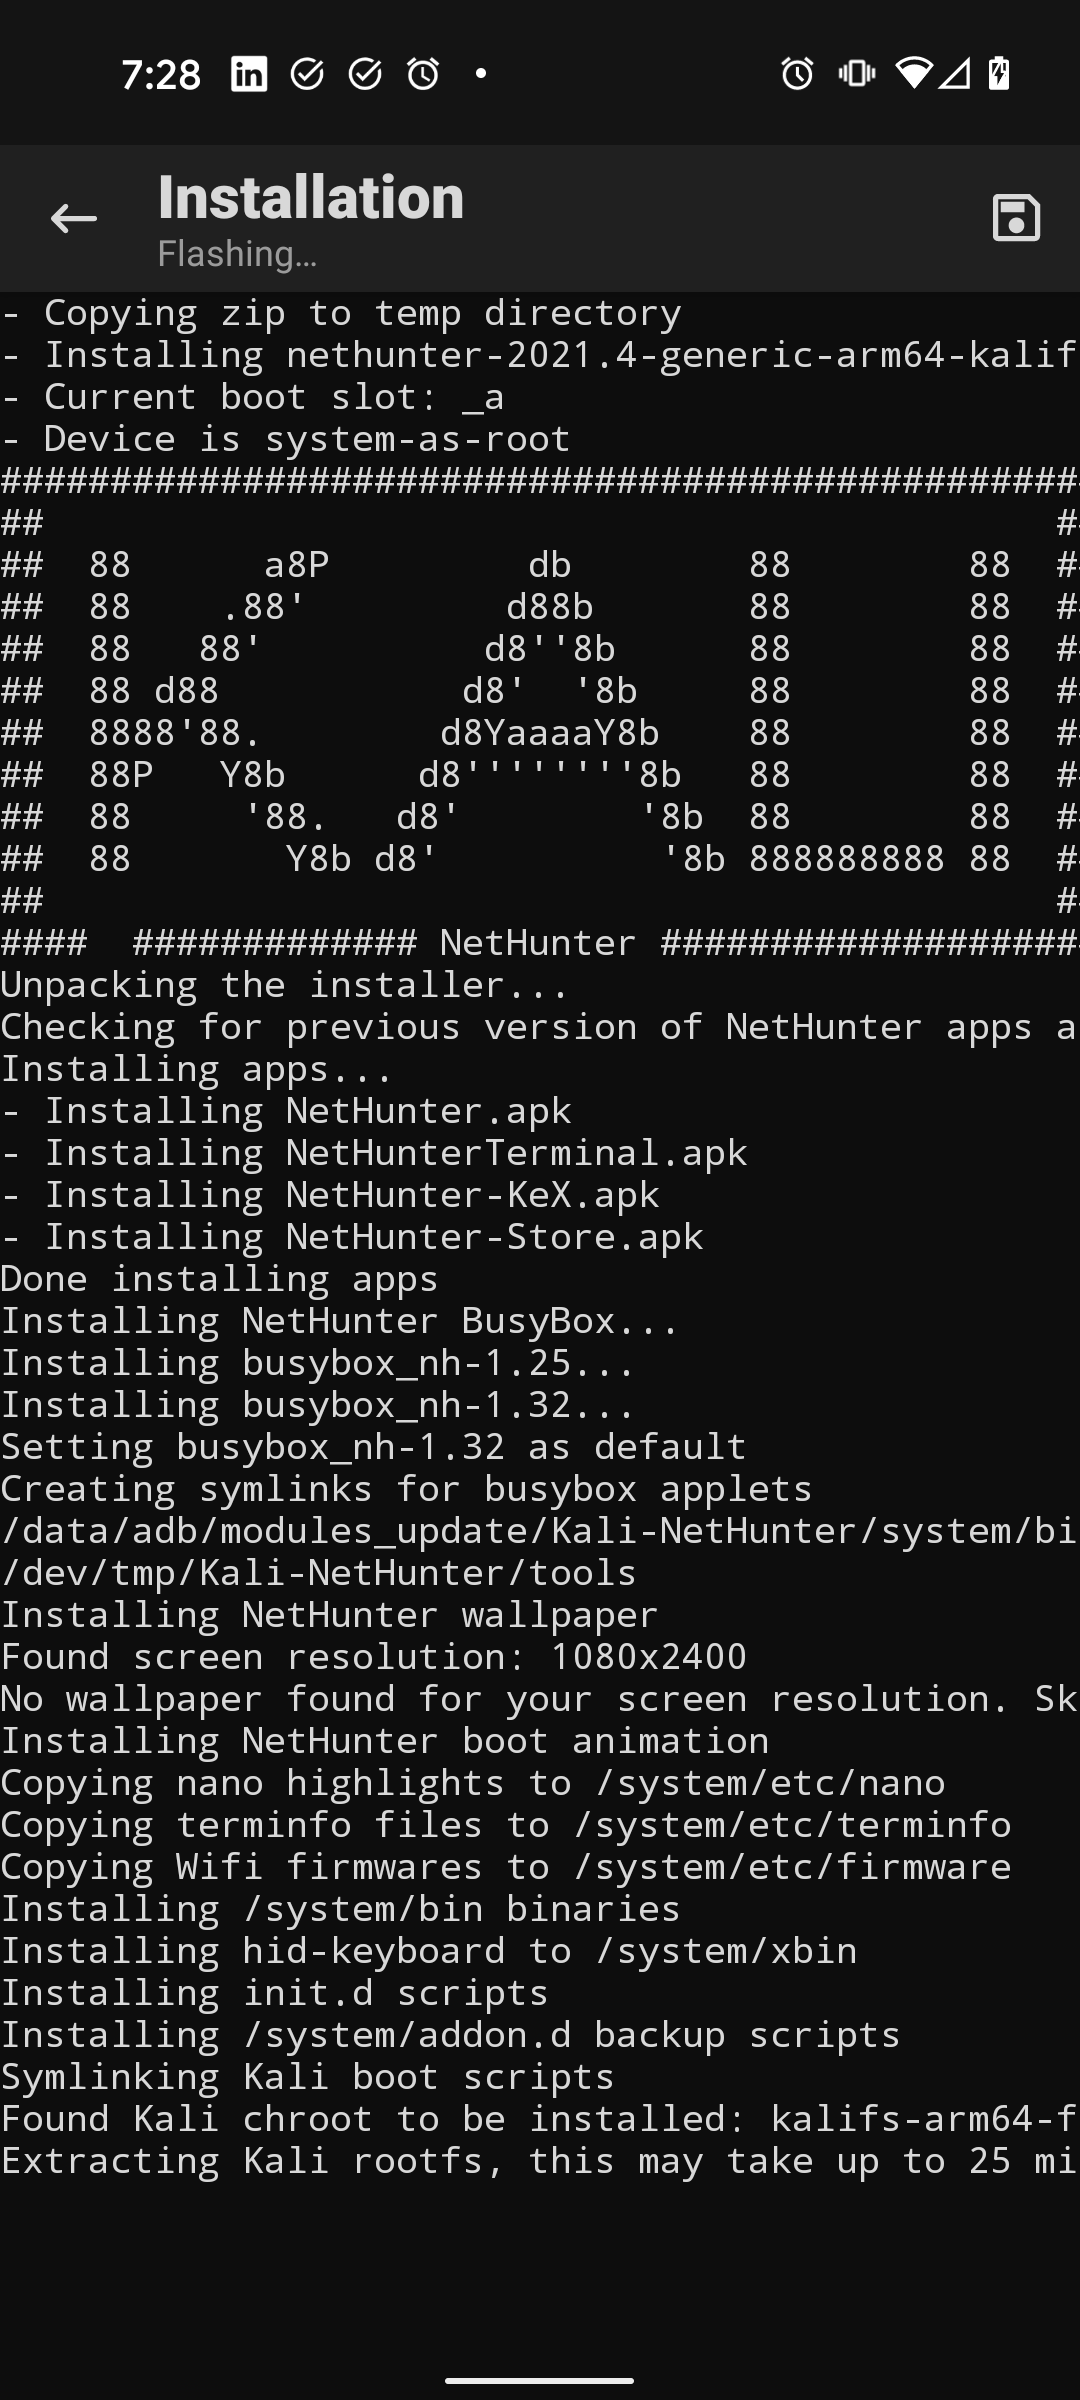 7:28
Installation
Flashing…
- Copying zip to temp directory
- Installing nethunter-2021.4-generic-arm64-kalif
- Current boot slot: _a
- Device is system-as-root
#################################################
##                                              #
##  88      a8P         db        88        88  #
##  88    .88'         d88b       88        88  #
##  88   88'          d8''8b      88        88  #
##  88 d88           d8'  '8b     88        88  #
##  8888'88.        d8YaaaaY8b    88        88  #
##  88P   Y8b      d8''''''''8b   88        88  #
##  88     '88.   d8'        '8b  88        88  #
##  88       Y8b d8'          '8b 888888888 88  #
##                                              #
####  ############# NetHunter ###################
Unpacking the installer...
Checking for previous version of NetHunter apps a
Installing apps...
- Installing NetHunter.apk
- Installing NetHunterTerminal.apk
- Installing NetHunter-KeX.apk
- Installing NetHunter-Store.apk
Done installing apps
Installing NetHunter BusyBox...
Installing busybox_nh-1.25...
Installing busybox_nh-1.32...
Setting busybox_nh-1.32 as default
Creating symlinks for busybox applets
/data/adb/modules_update/Kali-NetHunter/system/bi
/dev/tmp/Kali-NetHunter/tools
Installing NetHunter wallpaper
Found screen resolution: 1080x2400
No wallpaper found for your screen resolution. Sk
Installing NetHunter boot animation
Copying nano highlights to /system/etc/nano
Copying terminfo files to /system/etc/terminfo
Copying Wifi firmwares to /system/etc/firmware
Installing /system/bin binaries
Installing hid-keyboard to /system/xbin
Installing init.d scripts
Installing /system/addon.d backup scripts
Symlinking Kali boot scripts
Found Kali chroot to be installed: kalifs-arm64-f
Extracting Kali rootfs, this may take up to 25 mi